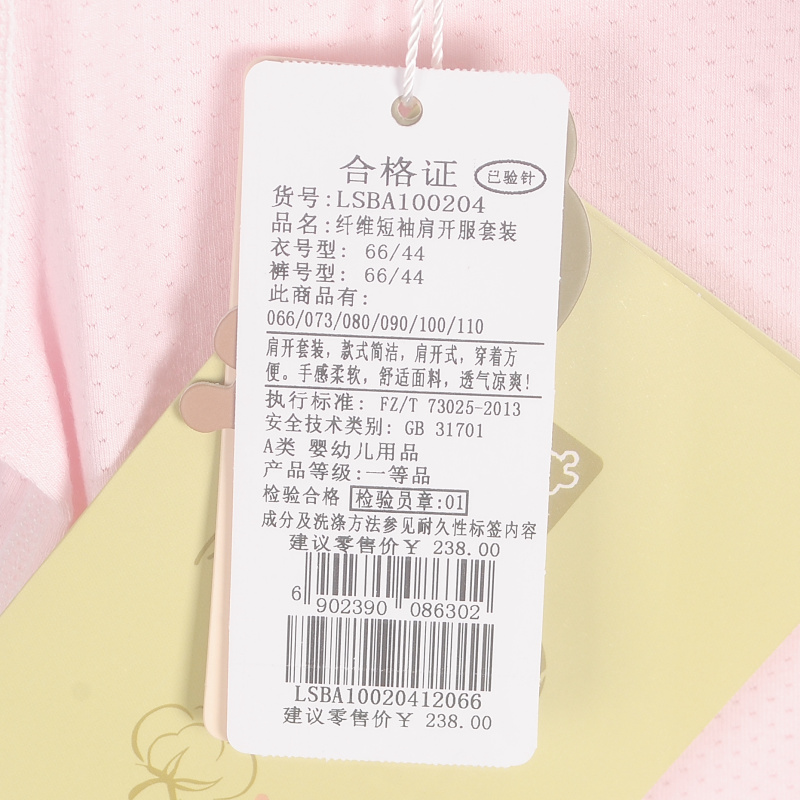 合格证 已验针
货号:LSBA100204
品名:纤维短袖肩开服套装
衣号型: 66/44
裤号型: 66/44
此商品有:
066/073/080/090/100/110
肩开套装，款式简洁，肩开式，穿着方
便。手感柔软，舒适面料，透气凉爽!
执行标准: FZ/T 73025-2013
安全技术类别: GB 31701
A类 婴幼儿用品
产品等级:一等品
检验合格 检验员章:01
成分及洗涤方法参见耐久性标签内容
建议零售价¥ 238.00
6 902390 086302
LSBA10020412066
建议零售价¥ 238.00